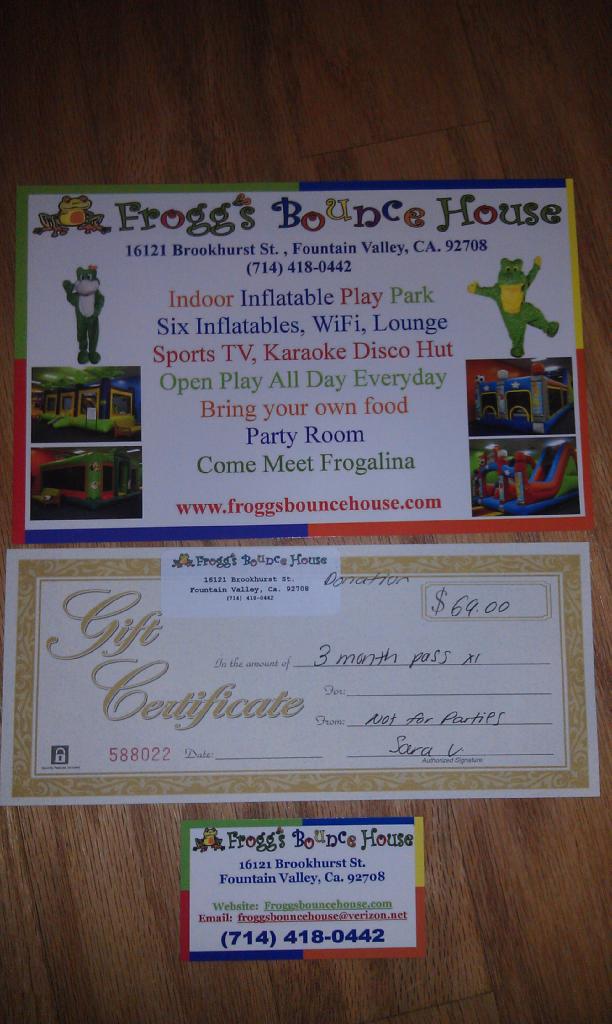 Frogg's Bounce House
16121 Brookhurst St. , Fountain Valley, CA. 92708
(714) 418-0442
Indoor Inflatable Play Park
Six Inflatables, WiFi, Lounge
Sports TV, Karaoke Disco Hut
Open Play All Day Everyday
Bring your own food
Party Room
Come Meet Frogalina
www.froggsbouncehouse.com
Frogg's Bounce House
16121 Brookhurst St.
Fountain Valley, Ca. 92708
(714) 418-0442
Donation
$69.00
Gift
Certificate
In the amount of 3 month pass x1
For:
From: Not for Parties
588022 Date: Sara V
Authorized Signature
Frogg's Bounce House
16121 Brookhurst St.
Fountain Valley, Ca. 92708
Website: Froggsbouncehouse.com
Email: froggsbouncehouse@verizon.net
(714) 418-0442